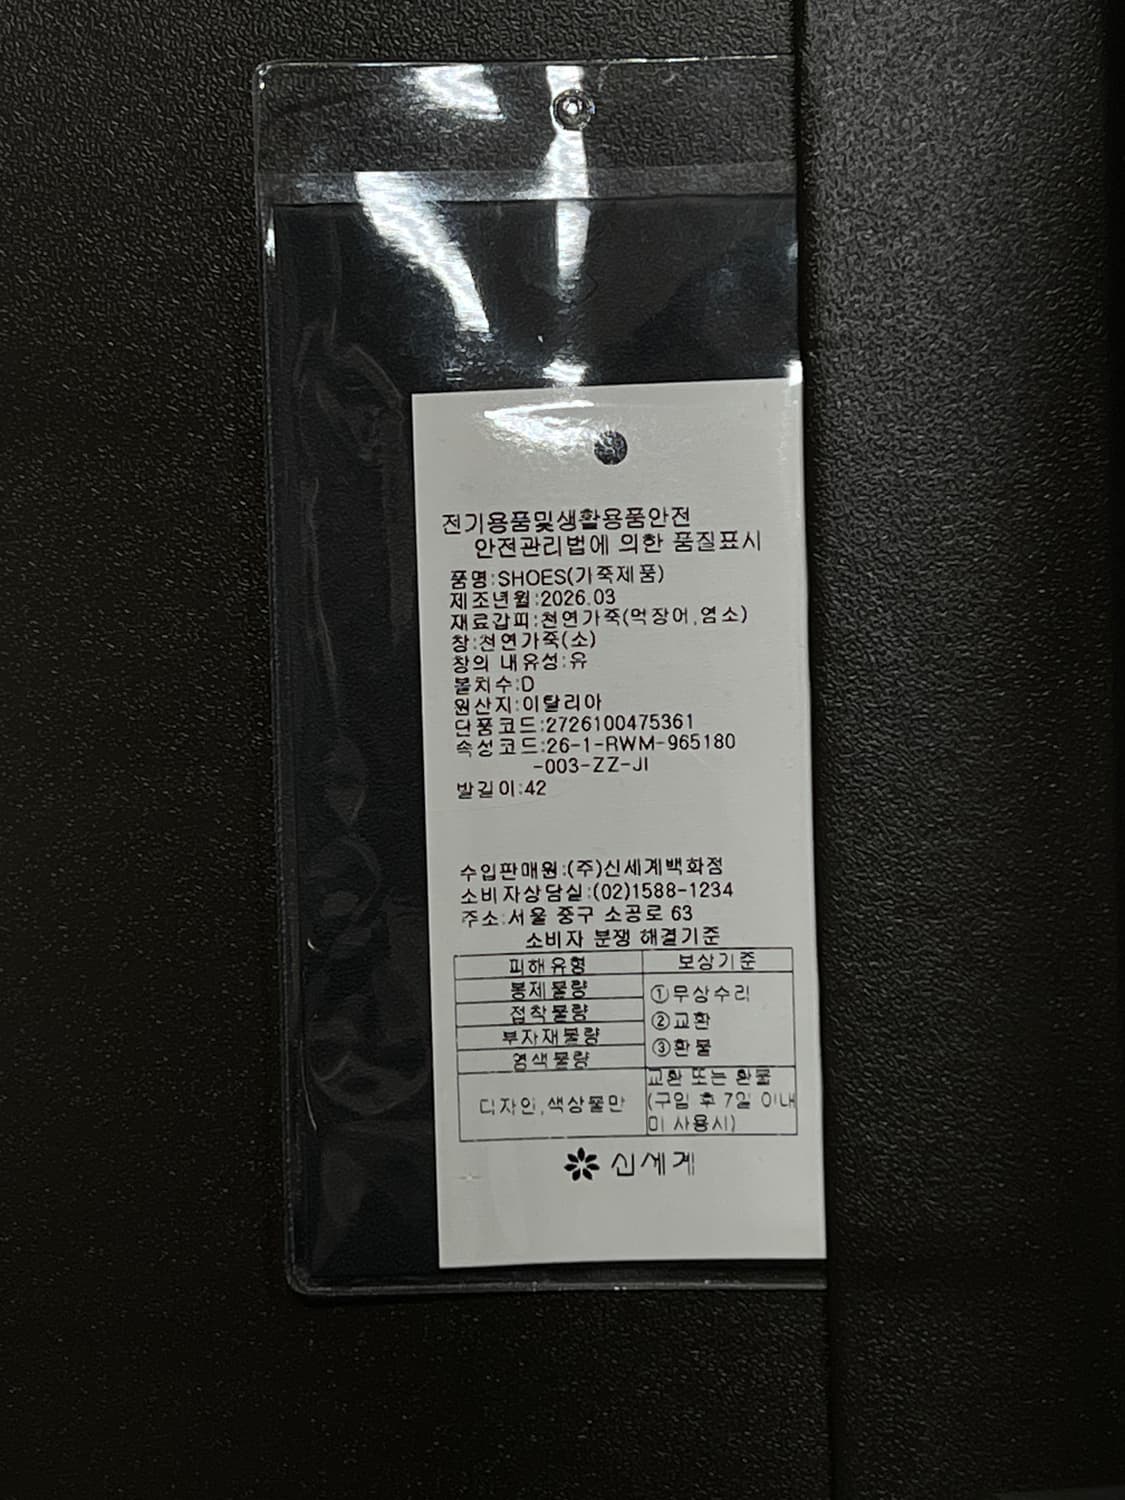 전기용품및생활용품안전
안전관리법에 의한 품질표시
품명:SHOES(가죽제품)
제조년월:2026.03
재료갑피:천연가죽(먹장어,염소)
창:천연가죽(소)
창의 내유성:유
볼치수:D
원산지:이탈리아
단품코드:2726100475361
속성코드:26-1-RWM-965180
-003-ZZ-JI
발길이:42
수입판매원:(주)신세계백화점
소비자상담실:(02)1588-1234
주소:서울 중구 소공로 63
소비자 분쟁 해결기준
피해유형 보상기준
봉제불량
접착불량
부자재불량
염색불량
①무상수리
②교환
③환불
디자인,색상불만
교환 또는 환불
(구입 후 7일 이내
미 사용시)
신세계